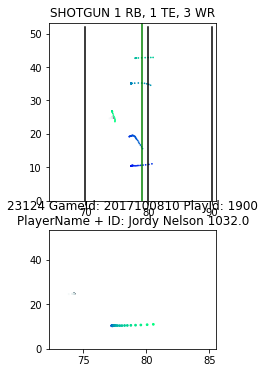 SHOTGUN 1 RB, 1 TE, 3 WR
50
40
30
20
10
0
70 80 90
23124 GameId: 2017100810 PlayId: 1900
PlayerName + ID: Jordy Nelson 1032.0
40
20
0
75 80 85